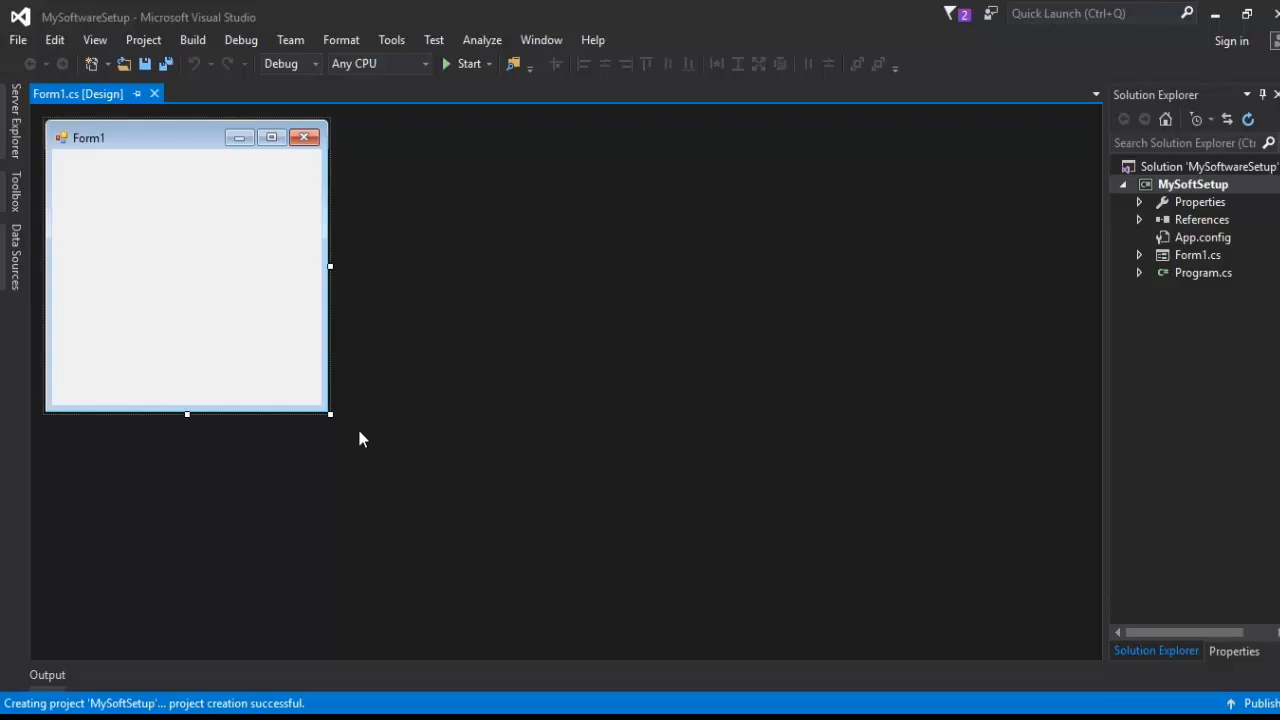 MySoftwareSetup - Microsoft Visual Studio
2
Quick Launch (Ctrl+Q)
File Edit View Project Build Debug Team Format Tools Test Analyze Window Help
Sign in
Debug Any CPU Start
Form1.cs [Design]
Solution Explorer
Server Explorer
Toolbox
Data Sources
Form1
Search Solution Explorer (Ctrl
Solution 'MySoftwareSetup'
C# MySoftSetup
Properties
References
App.config
Form1.cs
C# Program.cs
Solution Explorer Properties
Output
Creating project 'MySoftSetup'... project creation successful.
Publish